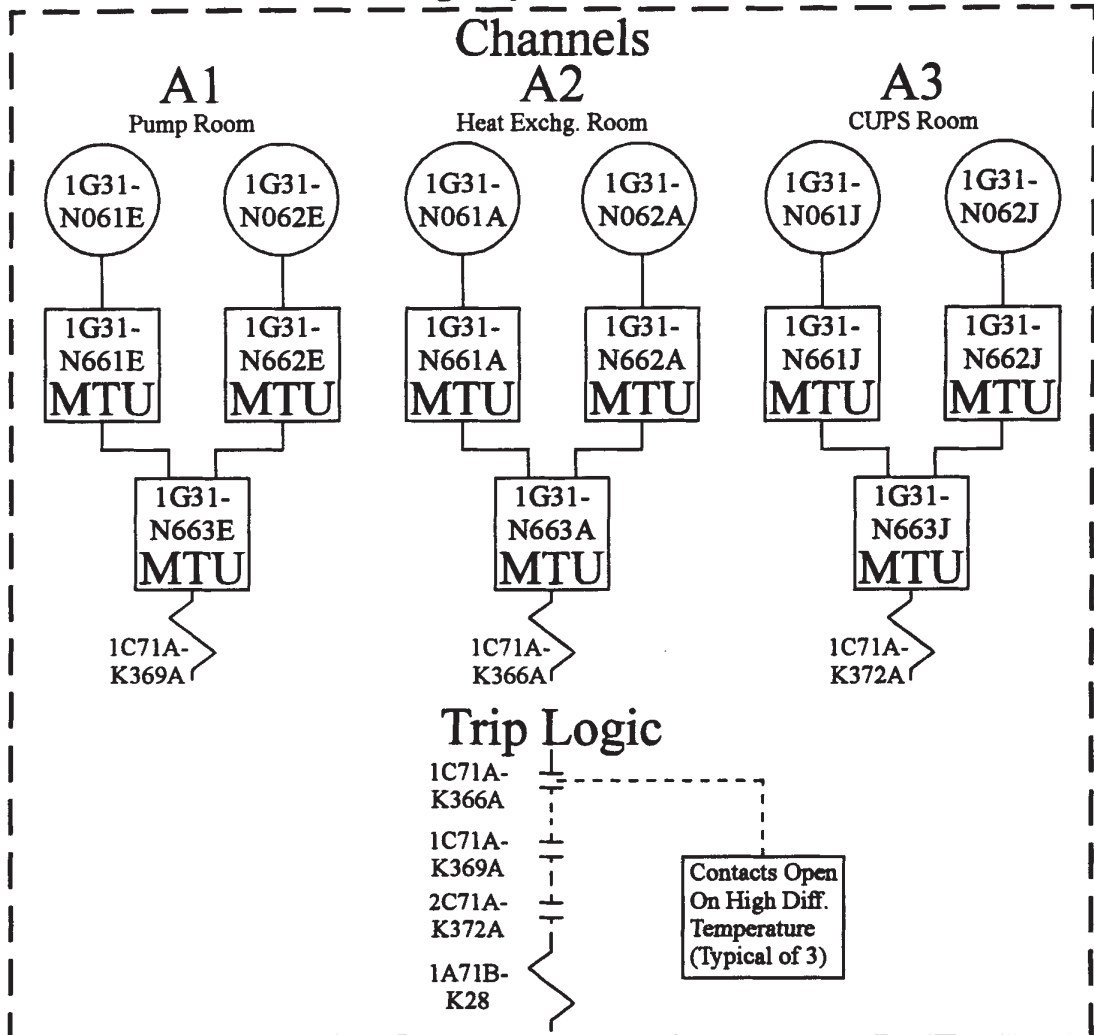 Channels
A1
Pump Room
A2
Heat Exchg. Room
A3
CUPS Room
1G31-
N061E
1G31-
N062E
1G31-
N061A
1G31-
N062A
1G31-
N061J
1G31-
N062J
1G31-
N661E
MTU
1G31-
N662E
MTU
1G31-
N661A
MTU
1G31-
N662A
MTU
1G31-
N661J
MTU
1G31-
N662J
MTU
1G31-
N663E
MTU
1G31-
N663A
MTU
1G31-
N663J
MTU
1C71A-
K369A
1C71A-
K366A
1C71A-
K372A
Trip Logic
1C71A-
K366A
1C71A-
K369A
2C71A-
K372A
1A71B-
K28
Contacts Open
On High Diff.
Temperature
(Typical of 3)